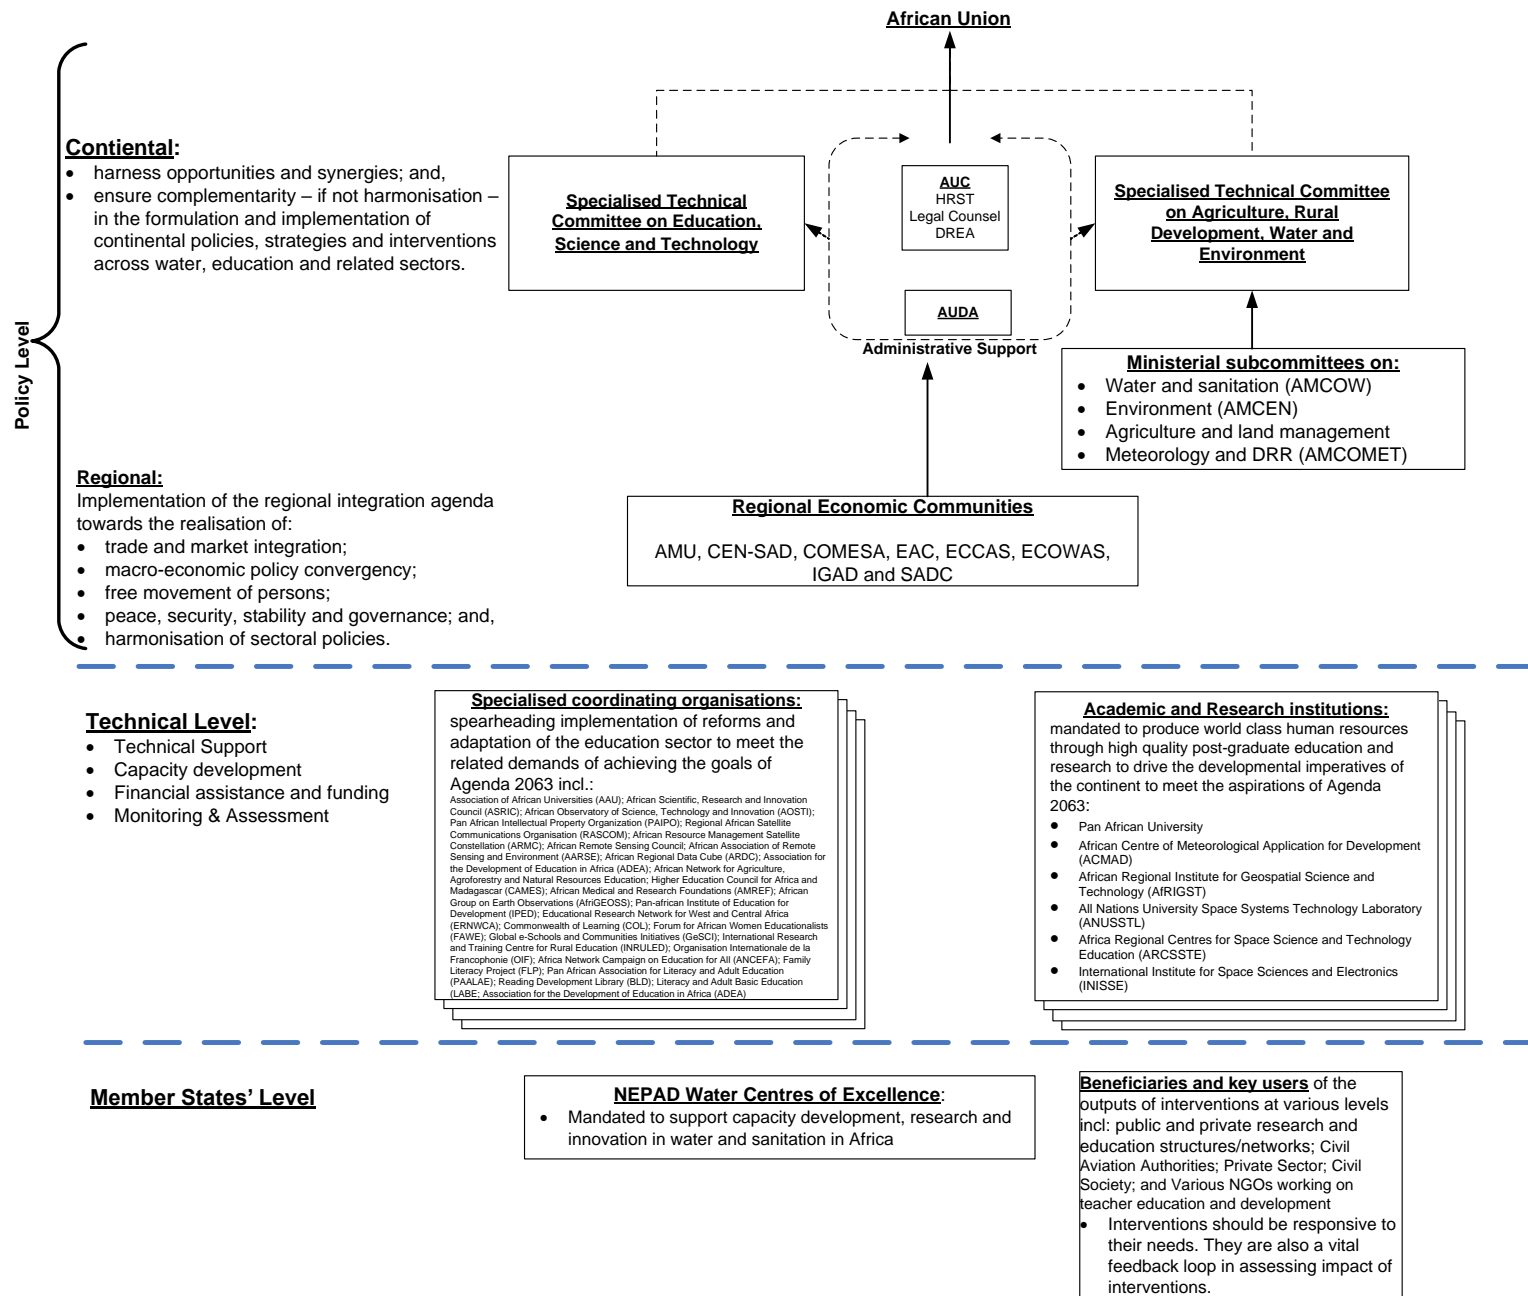 African Union
Policy Level
Contiental:
• harness opportunities and synergies; and,
• ensure complementarity – if not harmonisation –
in the formulation and implementation of
continental policies, strategies and interventions
across water, education and related sectors.
Specialised Technical
Committee on Education,
Science and Technology
AUC
HRST
Legal Counsel
DREA
AUDA
Administrative Support
Specialised Technical Committee
on Agriculture, Rural
Development, Water and
Environment
Ministerial subcommittees on:
• Water and sanitation (AMCOW)
• Environment (AMCEN)
• Agriculture and land management
• Meteorology and DRR (AMCOMET)
Regional:
Implementation of the regional integration agenda
towards the realisation of:
• trade and market integration;
• macro-economic policy convergency;
• free movement of persons;
• peace, security, stability and governance; and,
• harmonisation of sectoral policies.
Regional Economic Communities
AMU, CEN-SAD, COMESA, EAC, ECCAS, ECOWAS,
IGAD and SADC
Technical Level:
• Technical Support
• Capacity development
• Financial assistance and funding
• Monitoring & Assessment
Specialised coordinating organisations:
spearheading implementation of reforms and
adaptation of the education sector to meet the
related demands of achieving the goals of
Agenda 2063 incl.:
Association of African Universities (AAU); African Scientific, Research and Innovation
Council (ASRIC); African Observatory of Science, Technology and Innovation (AOSTI);
Pan African Intellectual Property Organization (PAIPO); Regional African Satellite
Communications Organisation (RASCOM); African Resource Management Satellite
Constellation (ARMC); African Remote Sensing Council; African Association of Remote
Sensing and Environment (AARSE); African Regional Data Cube (ARDC); Association for
the Development of Education in Africa (ADEA); African Network for Agriculture,
Agroforestry and Natural Resources Education; Higher Education Council for Africa and
Madagascar (CAMES); African Medical and Research Foundations (AMREF); African
Group on Earth Observations (AfriGEOSS); Pan-african Institute of Education for
Development (IPED); Educational Research Network for West and Central Africa
(ERNWCA); Commonwealth of Learning (COL); Forum for African Women Educationalists
(FAWE); Global e-Schools and Communities Initiatives (GeSCI); International Research
and Training Centre for Rural Education (INRULED); Organisation Internationale de la
Francophonie (OIF); Africa Network Campaign on Education for All (ANCEFA); Family
Literacy Project (FLP); Pan African Association for Literacy and Adult Education
(PAALAE); Reading Development Library (BLD); Literacy and Adult Basic Education
(LABE; Association for the Development of Education in Africa (ADEA)
Academic and Research institutions:
mandated to produce world class human resources
through high quality post-graduate education and
research to drive the developmental imperatives of
the continent to meet the aspirations of Agenda
2063:
• Pan African University
• African Centre of Meteorological Application for Development
(ACMAD)
• African Regional Institute for Geospatial Science and
Technology (AfRIGST)
• All Nations University Space Systems Technology Laboratory
(ANUSSTL)
• Africa Regional Centres for Space Science and Technology
Education (ARCSSTE)
• International Institute for Space Sciences and Electronics
(INISSE)
Member States’ Level
NEPAD Water Centres of Excellence:
• Mandated to support capacity development, research and
innovation in water and sanitation in Africa
Beneficiaries and key users of the
outputs of interventions at various levels
incl: public and private research and
education structures/networks; Civil
Aviation Authorities; Private Sector; Civil
Society; and Various NGOs working on
teacher education and development
• Interventions should be responsive to
their needs. They are also a vital
feedback loop in assessing impact of
interventions.